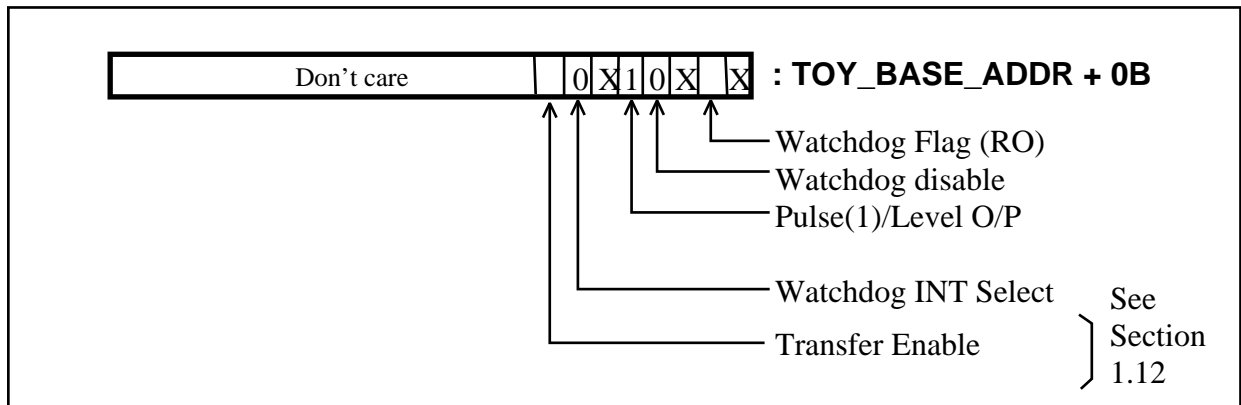 Don't care 0 X 1 0 X X : TOY_BASE_ADDR + 0B
Watchdog Flag (RO)
Watchdog disable
Pulse(1)/Level O/P
Watchdog INT Select
Transfer Enable
See
Section
1.12